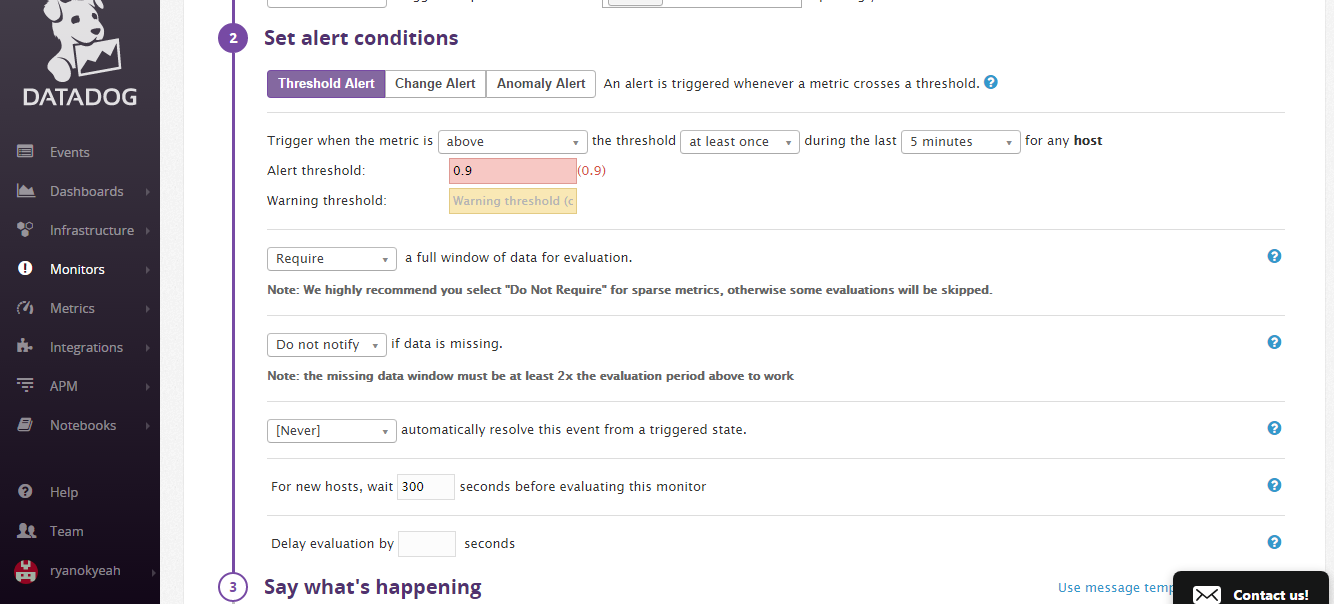 DATADOG
Events
Dashboards
Infrastructure
Monitors
Metrics
Integrations
APM
Notebooks
Help
Team
ryanokyeah
2 Set alert conditions
Threshold Alert Change Alert Anomaly Alert An alert is triggered whenever a metric crosses a threshold. ?
Trigger when the metric is above the threshold at least once during the last 5 minutes for any host
Alert threshold: 0.9 (0.9)
Warning threshold: Warning threshold (c
Require a full window of data for evaluation. ?
Note: We highly recommend you select "Do Not Require" for sparse metrics, otherwise some evaluations will be skipped.
Do not notify if data is missing. ?
Note: the missing data window must be at least 2x the evaluation period above to work
[Never] automatically resolve this event from a triggered state. ?
For new hosts, wait 300 seconds before evaluating this monitor ?
Delay evaluation by seconds ?
3 Say what's happening
Use message temp
Contact us!